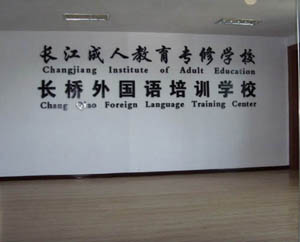 长江成人教育专修学校
Changjiang Institute of Adult Education
长桥外国语培训学校
Chang Qiao Foreign Language Training Center